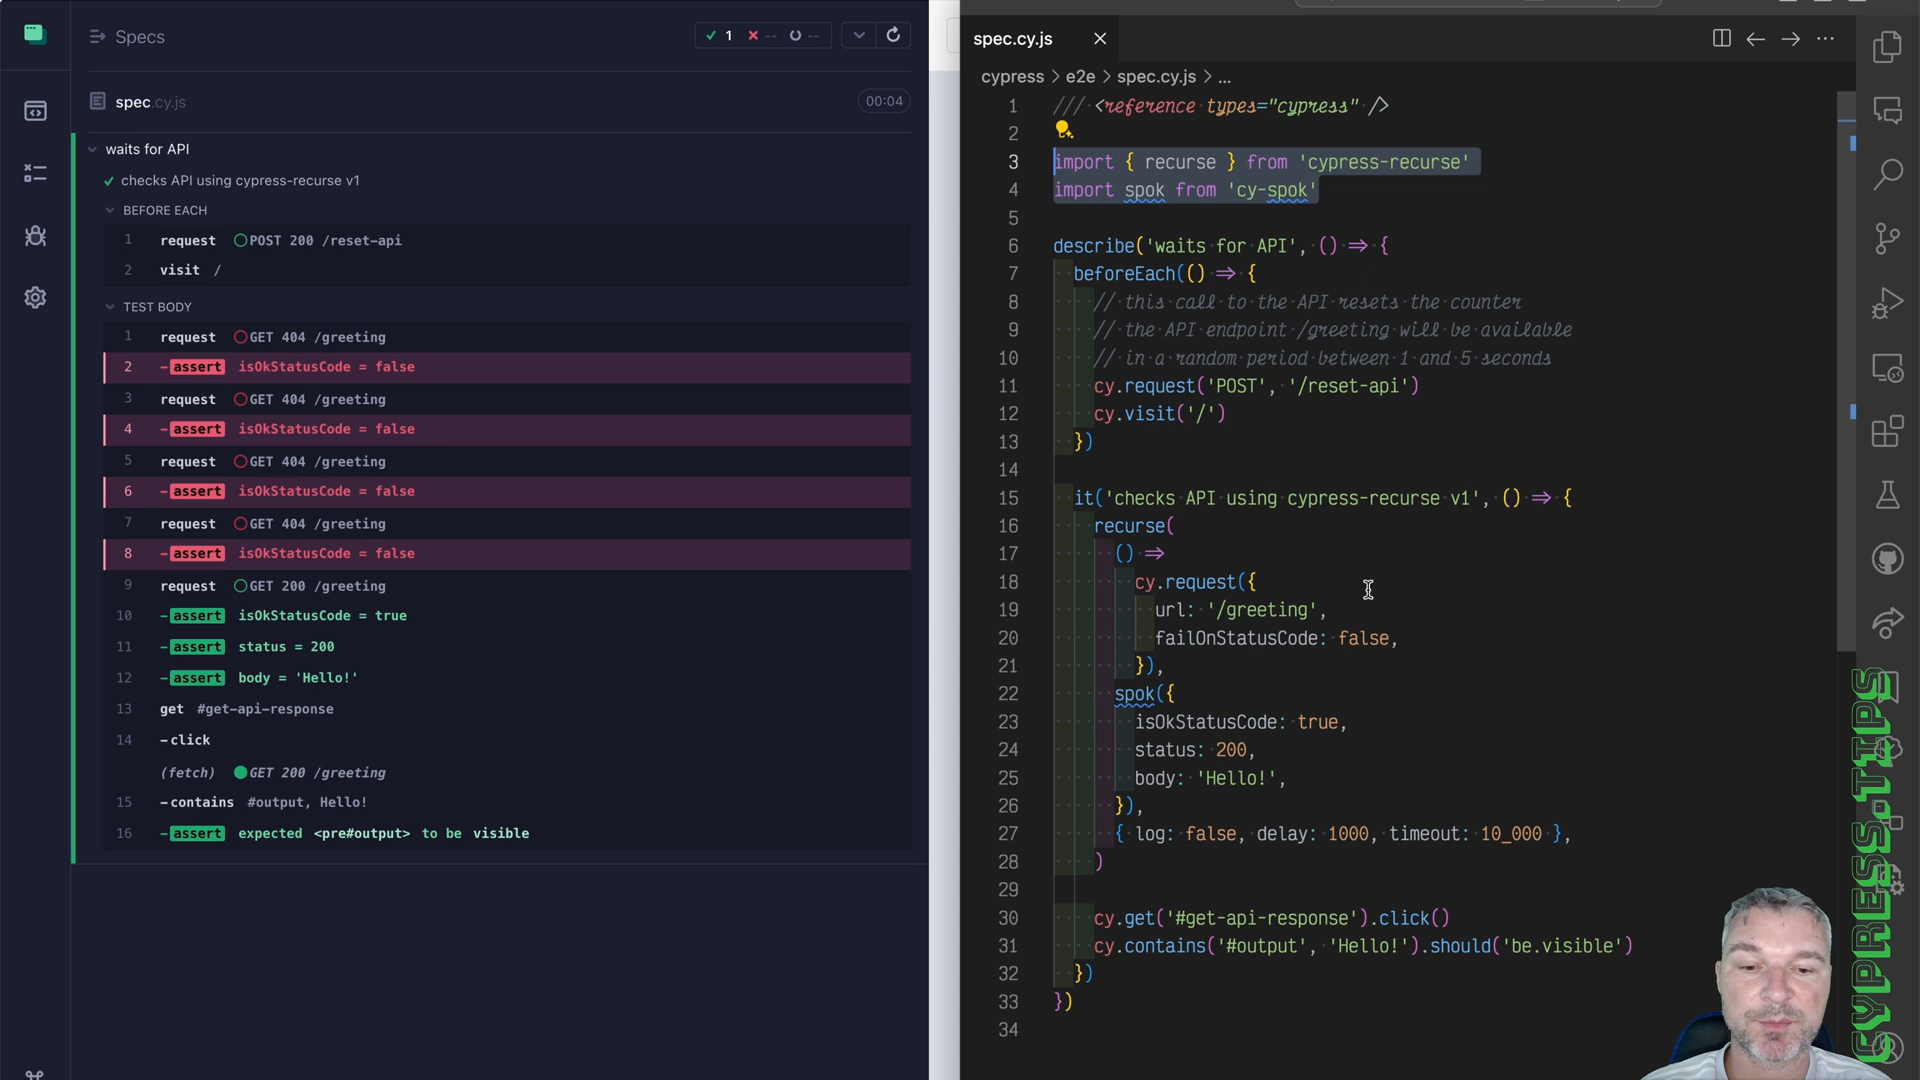 Specs
1 -- --
spec.cy.js
00:04
waits for API
checks API using cypress-recurse v1
BEFORE EACH
1 request POST 200 /reset-api
2 visit /
TEST BODY
1 request GET 404 /greeting
2 -assert isOkStatusCode = false
3 request GET 404 /greeting
4 -assert isOkStatusCode = false
5 request GET 404 /greeting
6 -assert isOkStatusCode = false
7 request GET 404 /greeting
8 -assert isOkStatusCode = false
9 request GET 200 /greeting
10 -assert isOkStatusCode = true
11 -assert status = 200
12 -assert body = 'Hello!'
13 get #get-api-response
14 -click
(fetch) GET 200 /greeting
15 -contains #output, Hello!
16 -assert expected <pre#output> to be visible
spec.cy.js
cypress > e2e > spec.cy.js > ...
1 /// <reference types="cypress" />
2
3 import { recurse } from 'cypress-recurse'
4 import spok from 'cy-spok'
5
6 describe('waits for API', () => {
7 beforeEach(() => {
8 // this call to the API resets the counter
9 // the API endpoint /greeting will be available
10 // in a random period between 1 and 5 seconds
11 cy.request('POST', '/reset-api')
12 cy.visit('/')
13 })
14
15 it('checks API using cypress-recurse v1', () => {
16 recurse(
17 () =>
18 cy.request({
19 url: '/greeting',
20 failOnStatusCode: false,
21 }),
22 spok({
23 isOkStatusCode: true,
24 status: 200,
25 body: 'Hello!',
26 }),
27 { log: false, delay: 1000, timeout: 10_000 },
28 )
29
30 cy.get('#get-api-response').click()
31 cy.contains('#output', 'Hello!').should('be.visible')
32 })
33 })
34
CYPRESS.TIPS